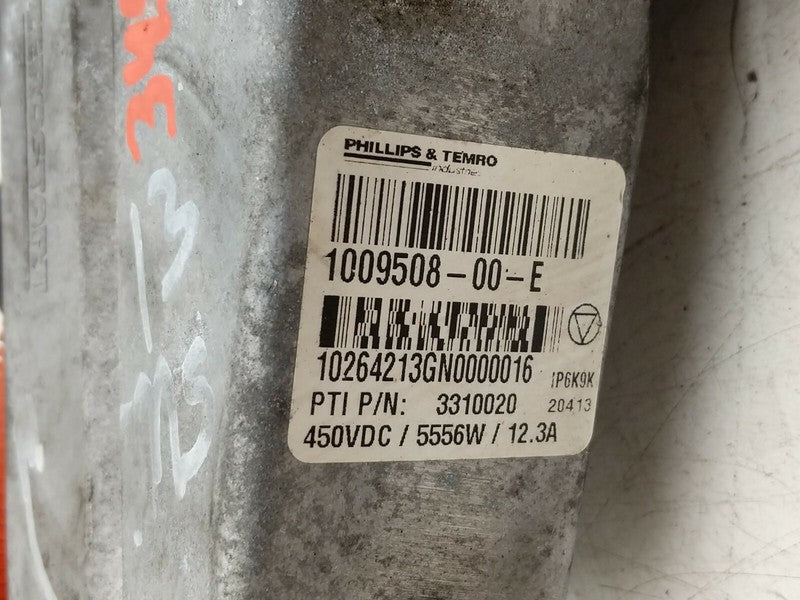 PHILLIPS & TEMRO
Industries
1009508-00-E
10264213GN0000016
IP6K9K
PTI P/N: 3310020
20413
450VDC / 5556W / 12.3A